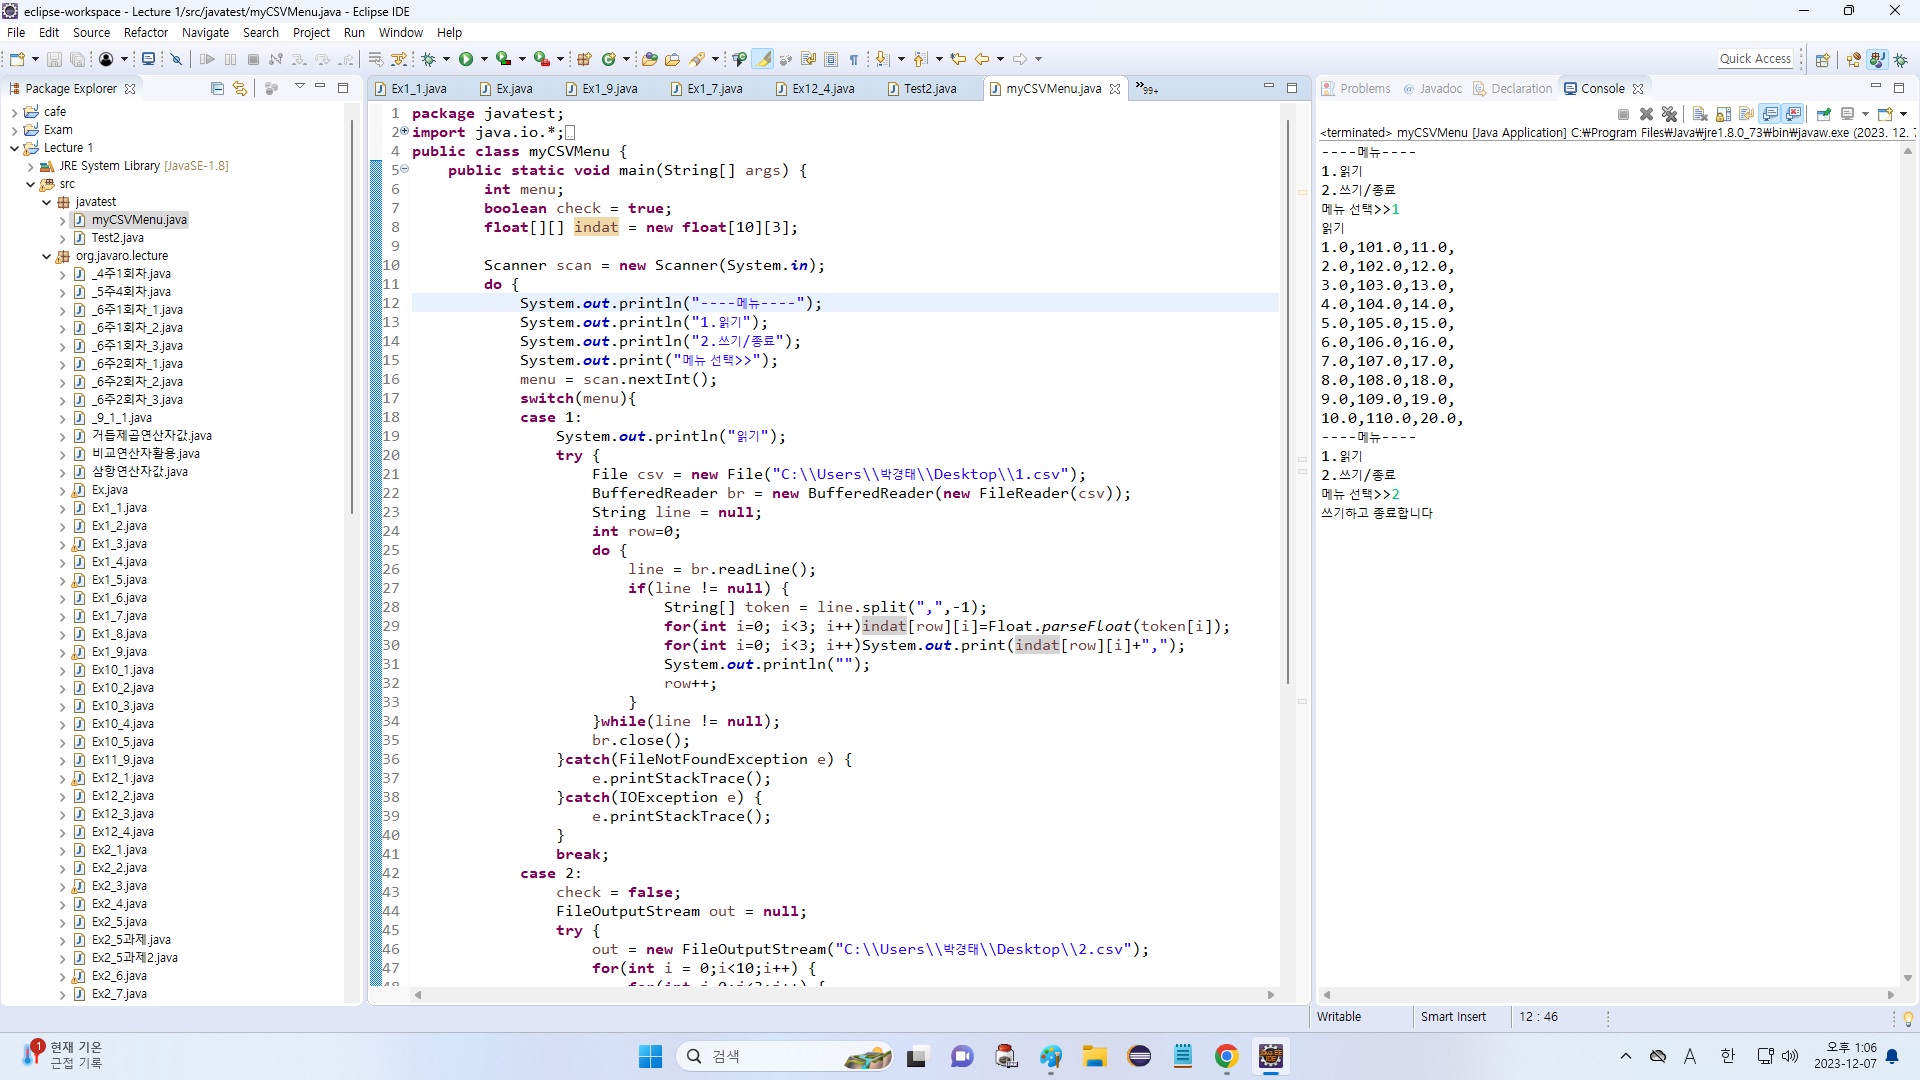 eclipse-workspace - Lecture 1/src/javatest/myCSVMenu.java - Eclipse IDE
File Edit Source Refactor Navigate Search Project Run Window Help
Quick Access
Package Explorer
cafe
Exam
Lecture 1
JRE System Library [JavaSE-1.8]
src
javatest
myCSVMenu.java
Test2.java
org.javaro.lecture
_4주1회차.java
_5주4회차.java
_6주1회차_1.java
_6주1회차_2.java
_6주1회차_3.java
_6주2회차_1.java
_6주2회차_2.java
_6주2회차_3.java
_9_1_1.java
거듭제곱연산자값.java
비교연산자활용.java
삼항연산자값.java
Ex.java
Ex1_1.java
Ex1_2.java
Ex1_3.java
Ex1_4.java
Ex1_5.java
Ex1_6.java
Ex1_7.java
Ex1_8.java
Ex1_9.java
Ex10_1.java
Ex10_2.java
Ex10_3.java
Ex10_4.java
Ex10_5.java
Ex11_9.java
Ex12_1.java
Ex12_2.java
Ex12_3.java
Ex12_4.java
Ex2_1.java
Ex2_2.java
Ex2_3.java
Ex2_4.java
Ex2_5.java
Ex2_5과제.java
Ex2_5과제2.java
Ex2_6.java
Ex2_7.java
Ex1_1.java Ex.java Ex1_9.java Ex1_7.java Ex12_4.java Test2.java myCSVMenu.java 99+
1 package javatest;
2 import java.io.*;
4 public class myCSVMenu {
5 public static void main(String[] args) {
6 int menu;
7 boolean check = true;
8 float[][] indat = new float[10][3];
9
10 Scanner scan = new Scanner(System.in);
11 do {
12 System.out.println("----메뉴----");
13 System.out.println("1.읽기");
14 System.out.println("2.쓰기/종료");
15 System.out.print("메뉴 선택>>");
16 menu = scan.nextInt();
17 switch(menu){
18 case 1:
19 System.out.println("읽기");
20 try {
21 File csv = new File("C:\\Users\\박경태\\Desktop\\1.csv");
22 BufferedReader br = new BufferedReader(new FileReader(csv));
23 String line = null;
24 int row=0;
25 do {
26 line = br.readLine();
27 if(line != null) {
28 String[] token = line.split(",",-1);
29 for(int i=0; i<3; i++)indat[row][i]=Float.parseFloat(token[i]);
30 for(int i=0; i<3; i++)System.out.print(indat[row][i]+",");
31 System.out.println("");
32 row++;
33 }
34 }while(line != null);
35 br.close();
36 }catch(FileNotFoundException e) {
37 e.printStackTrace();
38 }catch(IOException e) {
39 e.printStackTrace();
40 }
41 break;
42 case 2:
43 check = false;
44 FileOutputStream out = null;
45 try {
46 out = new FileOutputStream("C:\\Users\\박경태\\Desktop\\2.csv");
47 for(int i = 0;i<10;i++) {
Problems Javadoc Declaration Console
<terminated> myCSVMenu [Java Application] C:₩Program Files₩Java₩jre1.8.0_73₩bin₩javaw.exe (2023. 12. 7
----메뉴----
1.읽기
2.쓰기/종료
메뉴 선택>>1
읽기
1.0,101.0,11.0,
2.0,102.0,12.0,
3.0,103.0,13.0,
4.0,104.0,14.0,
5.0,105.0,15.0,
6.0,106.0,16.0,
7.0,107.0,17.0,
8.0,108.0,18.0,
9.0,109.0,19.0,
10.0,110.0,20.0,
----메뉴----
1.읽기
2.쓰기/종료
메뉴 선택>>2
쓰기하고 종료합니다
Writable Smart Insert 12 : 46
1 현재 기온
근접 기록
검색
A 한
오후 1:06
2023-12-07